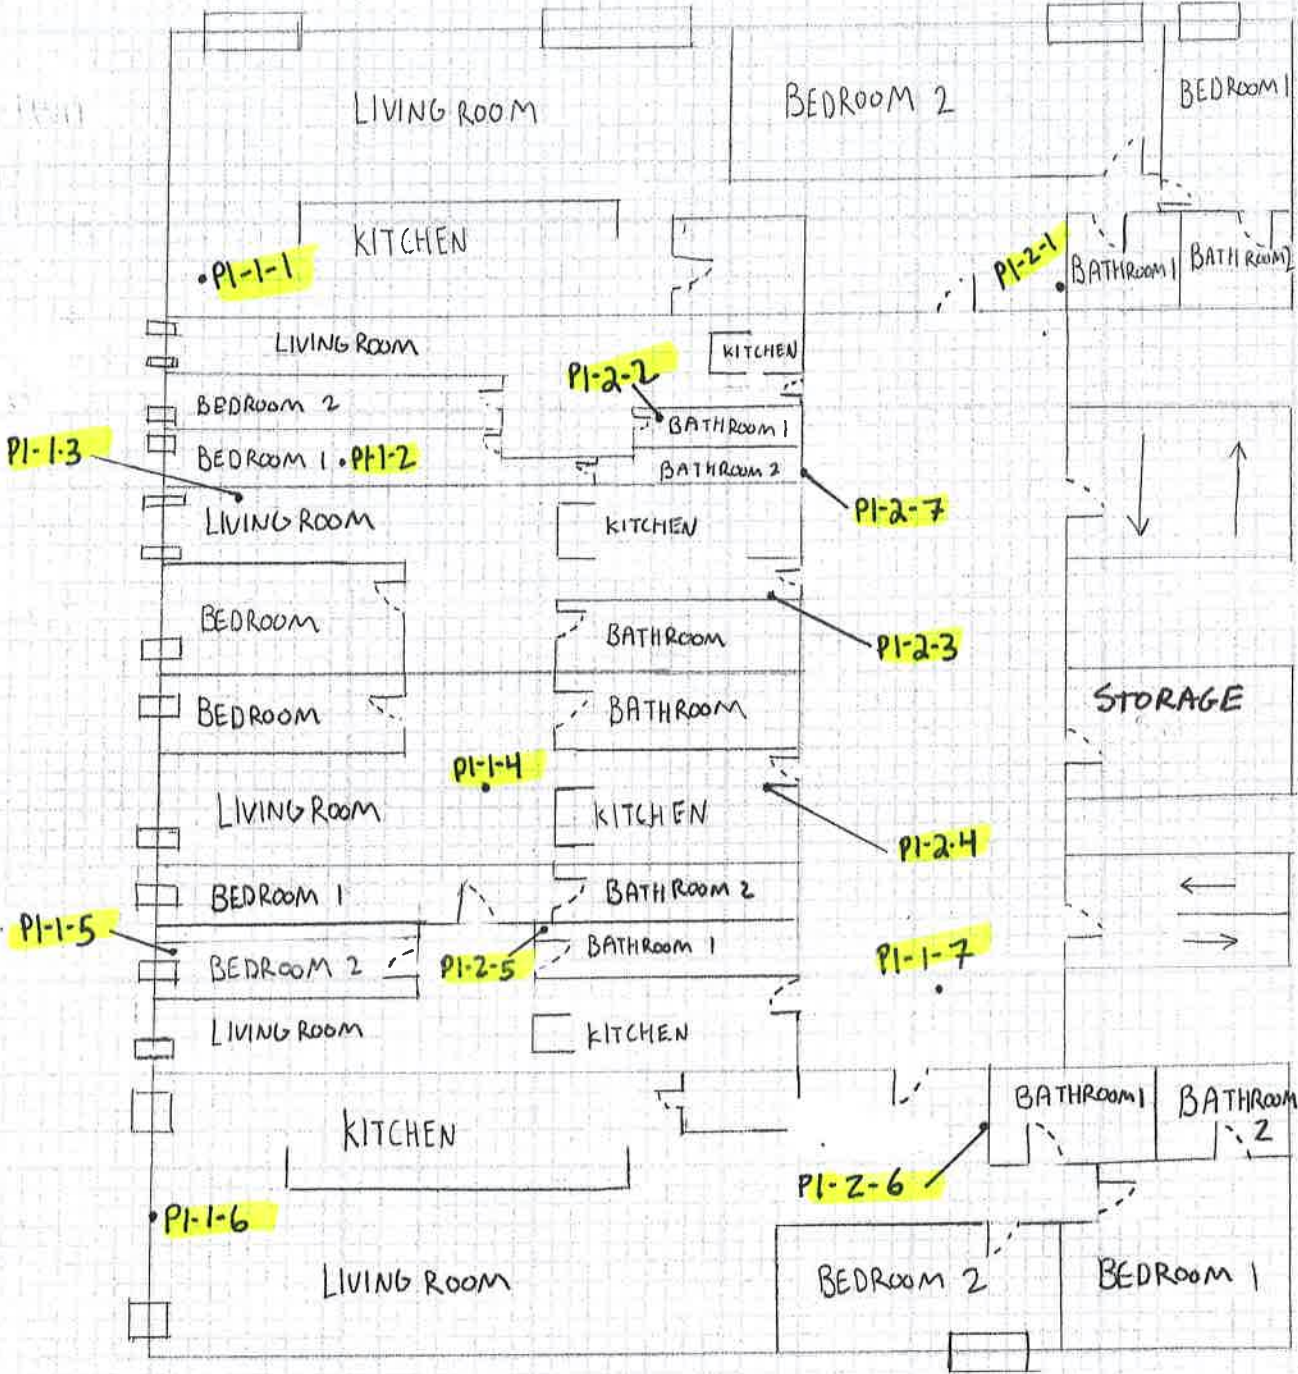 LIVING ROOM
BEDROOM 2
BEDROOM 1
KITCHEN
P1-1-1
P1-2-1
BATHROOM 1
BATHROOM 2
LIVING ROOM
KITCHEN
P1-2-2
BEDROOM 2
BATHROOM 1
P1-1-3
BEDROOM 1
P1-1-2
BATHROOM 2
LIVING ROOM
KITCHEN
P1-2-7
BEDROOM
BATHROOM
P1-2-3
BEDROOM
BATHROOM
STORAGE
P1-1-4
LIVING ROOM
KITCHEN
P1-2-4
BEDROOM 1
BATHROOM 2
P1-1-5
BEDROOM 2
P1-2-5
BATHROOM 1
P1-1-7
LIVING ROOM
KITCHEN
BATHROOM 1
BATHROOM
2
KITCHEN
P1-2-6
P1-1-6
LIVING ROOM
BEDROOM 2
BEDROOM 1